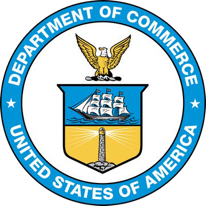 DEPARTMENT OF COMMERCE
UNITED STATES OF AMERICA